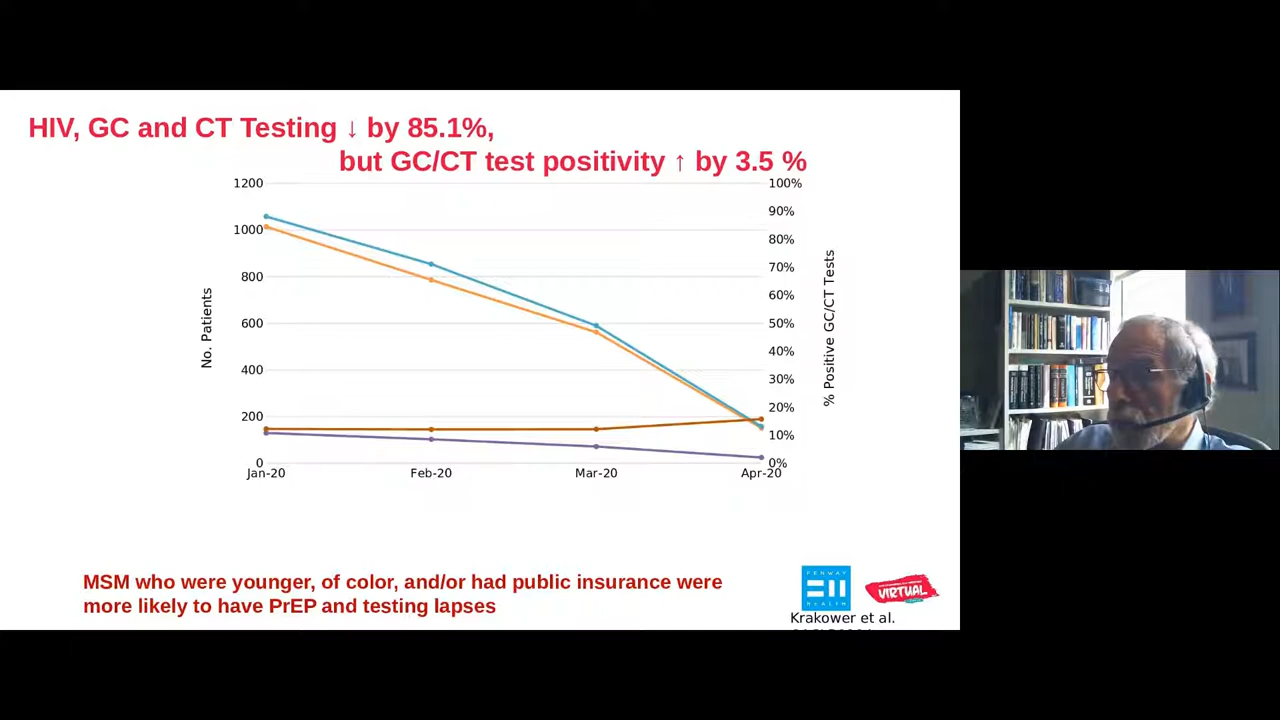 HIV, GC and CT Testing ↓ by 85.1%,
but GC/CT test positivity ↑ by 3.5 %
1200
1000
800
600
400
200
0
No. Patients
100%
90%
80%
70%
60%
50%
40%
30%
20%
10%
0%
% Positive GC/CT Tests
Jan-20
Feb-20
Mar-20
Apr-20
MSM who were younger, of color, and/or had public insurance were
more likely to have PrEP and testing lapses
FENWAY
HEALTH
VIRTUAL
Krakower et al.